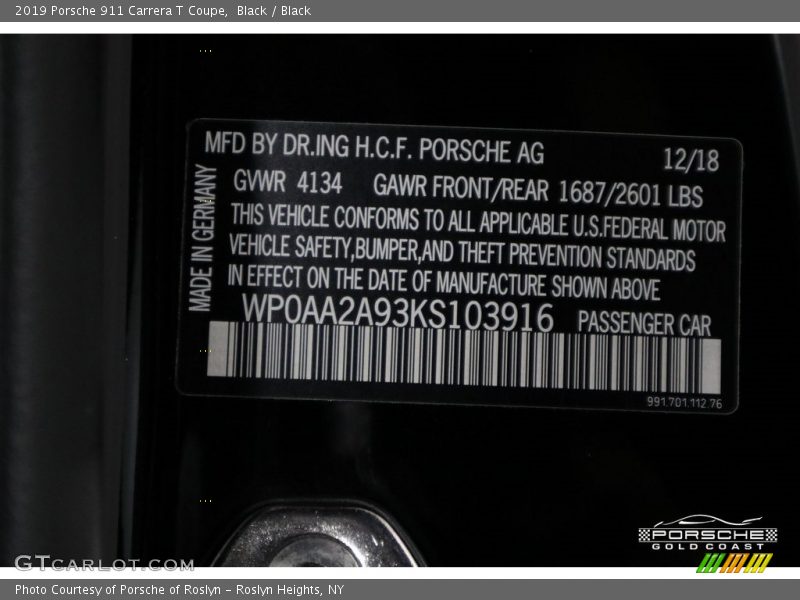 2019 Porsche 911 Carrera T Coupe,  Black / Black
MFD BY DR.ING H.C.F. PORSCHE AG 12/18
GVWR 4134 GAWR FRONT/REAR 1687/2601 LBS
THIS VEHICLE CONFORMS TO ALL APPLICABLE U.S.FEDERAL MOTOR
VEHICLE SAFETY,BUMPER,AND THEFT PREVENTION STANDARDS
IN EFFECT ON THE DATE OF MANUFACTURE SHOWN ABOVE
WP0AA2A93KS103916 PASSENGER CAR
991.701.112.76
MADE IN GERMANY
PORSCHE
GOLD COAST
GTCARLOT.COM
Photo Courtesy of Porsche of Roslyn – Roslyn Heights, NY